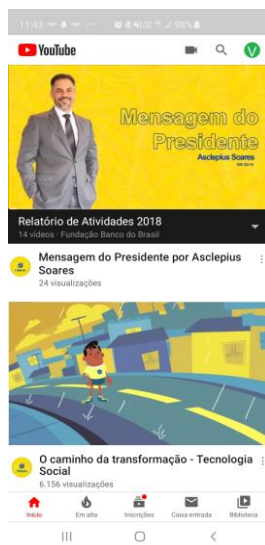 11:43
98%
YouTube
V
Mensagem do
Presidente
Asclepius Soares
Relatório de Atividades 2018
14 vídeos · Fundação Banco do Brasil
Mensagem do Presidente por Asclepius
Soares
24 visualizações
O caminho da transformação - Tecnologia
Social
6.156 visualizações
Início
Em alta
Inscrições
Caixa entrada
Biblioteca